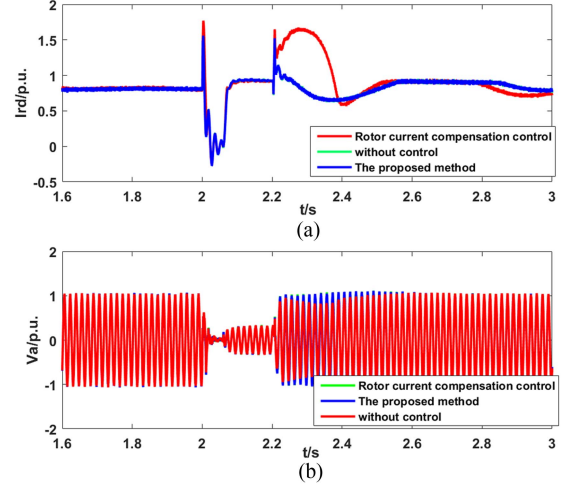 2
1.5
1
0.5
0
-0.5
Ird/p.u.
Rotor current compensation control
without control
The proposed method
1.6 1.8 2 2.2 2.4 2.6 2.8 3
t/s
(a)
2
1
0
-1
-2
Va/p.u.
Rotor current compensation control
The proposed method
without control
1.6 1.8 2 2.2 2.4 2.6 2.8 3
t/s
(b)